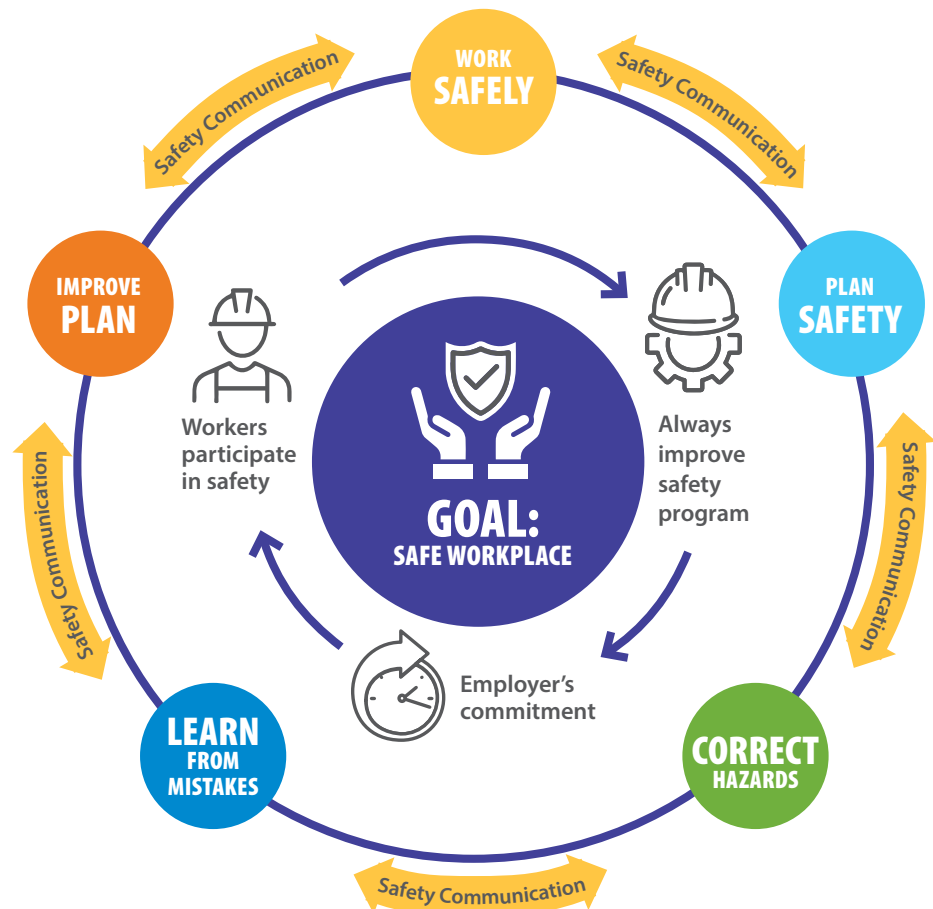 WORK
SAFELY
Safety Communication
Safety Communication
IMPROVE
PLAN
PLAN
SAFETY
Workers
participate
in safety
Always
improve
safety
program
GOAL:
SAFE WORKPLACE
Safety Communication
Safety Communication
Employer's
commitment
LEARN
FROM
MISTAKES
CORRECT
HAZARDS
Safety Communication